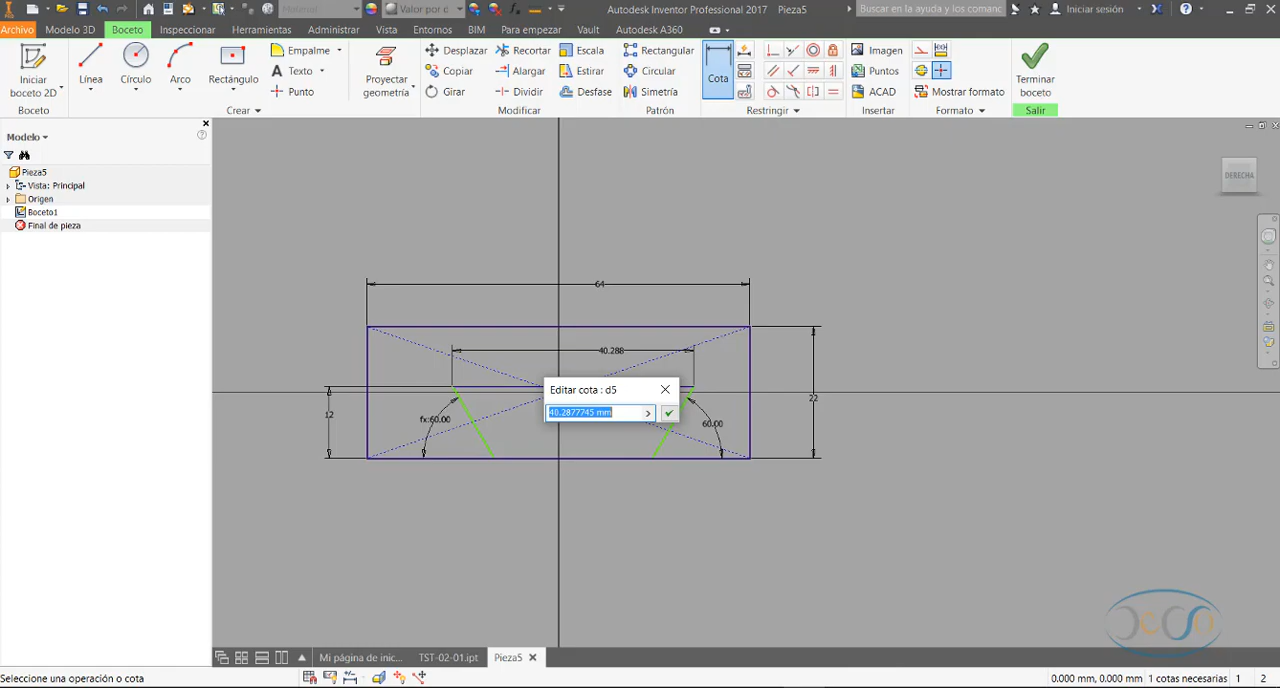 Material
Valor por d
Autodesk Inventor Professional 2017 Pieza5
Buscar en la ayuda y los comanc
Iniciar sesión
Archivo Modelo 3D Boceto Inspeccionar Herramientas Administrar Vista Entornos BIM Para empezar Vault Autodesk A360
Iniciar
boceto 2D
Línea Círculo Arco Rectángulo
Empalme
Texto
Punto
Proyectar
geometría
Desplazar Recortar Escala
Copiar Alargar Estirar
Girar Dividir Desfase
Rectangular
Circular
Simetría
Cota
Imagen
Puntos
ACAD
Mostrar formato
Terminar
boceto
Boceto Crear Modificar Patrón Restringir Insertar Formato Salir
Modelo
Pieza5
Vista: Principal
Origen
Boceto1
Final de pieza
DERECHA
64
40.288
Editar cota : d5
40.2877745 mm
12
22
fx:60.00
60.00
Mi página de inic... TST-02-01.ipt Pieza5
Seleccione una operación o cota
0.000 mm, 0.000 mm 1 cotas necesarias 1 2